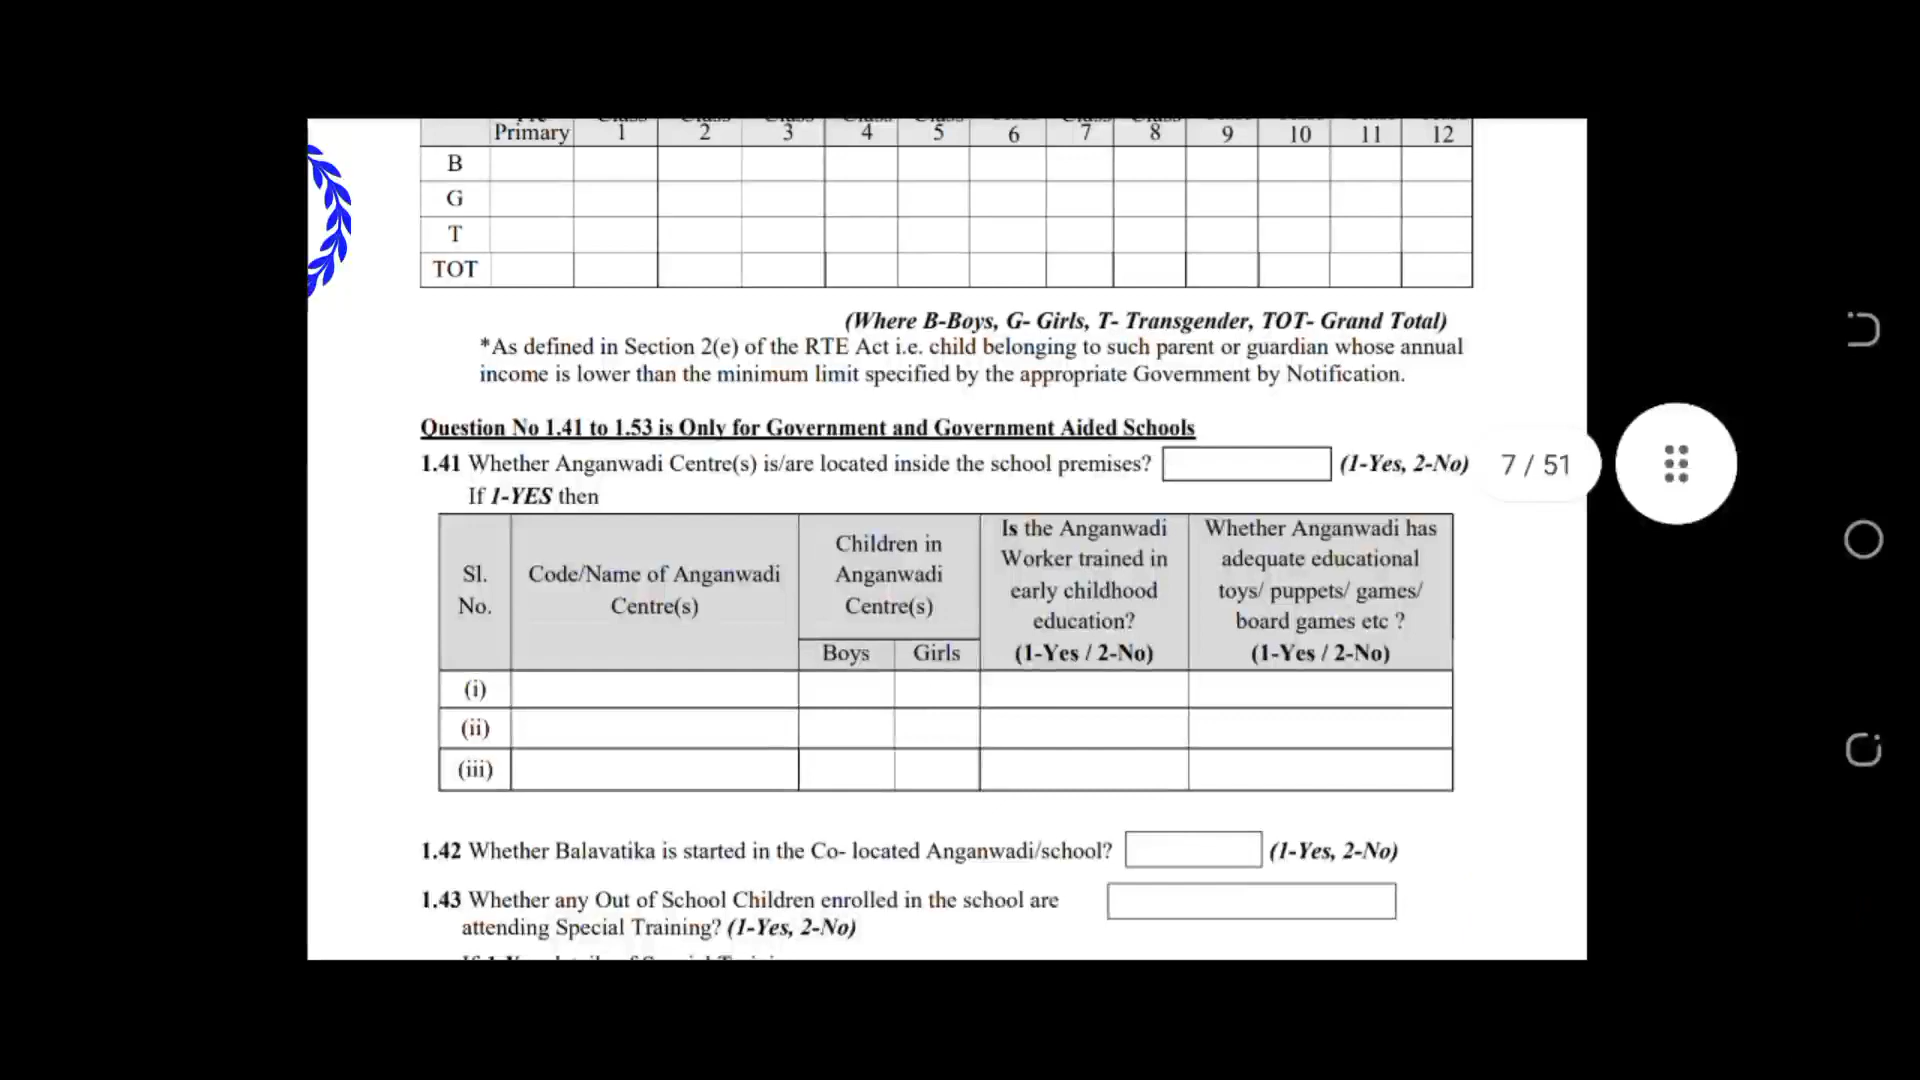 Primary 1 2 3 4 5 6 7 8 9 10 11 12
B
G
T
TOT
(Where B-Boys, G- Girls, T- Transgender, TOT- Grand Total)
*As defined in Section 2(e) of the RTE Act i.e. child belonging to such parent or guardian whose annual
income is lower than the minimum limit specified by the appropriate Government by Notification.
Question No 1.41 to 1.53 is Only for Government and Government Aided Schools
1.41 Whether Anganwadi Centre(s) is/are located inside the school premises? (1-Yes, 2-No)
7 / 51
If 1-YES then
Sl.
No.
Code/Name of Anganwadi
Centre(s)
Children in
Anganwadi
Centre(s)
Boys Girls
Is the Anganwadi
Worker trained in
early childhood
education?
(1-Yes / 2-No)
Whether Anganwadi has
adequate educational
toys/ puppets/ games/
board games etc ?
(1-Yes / 2-No)
(i)
(ii)
(iii)
1.42 Whether Balavatika is started in the Co- located Anganwadi/school? (1-Yes, 2-No)
1.43 Whether any Out of School Children enrolled in the school are
attending Special Training? (1-Yes, 2-No)